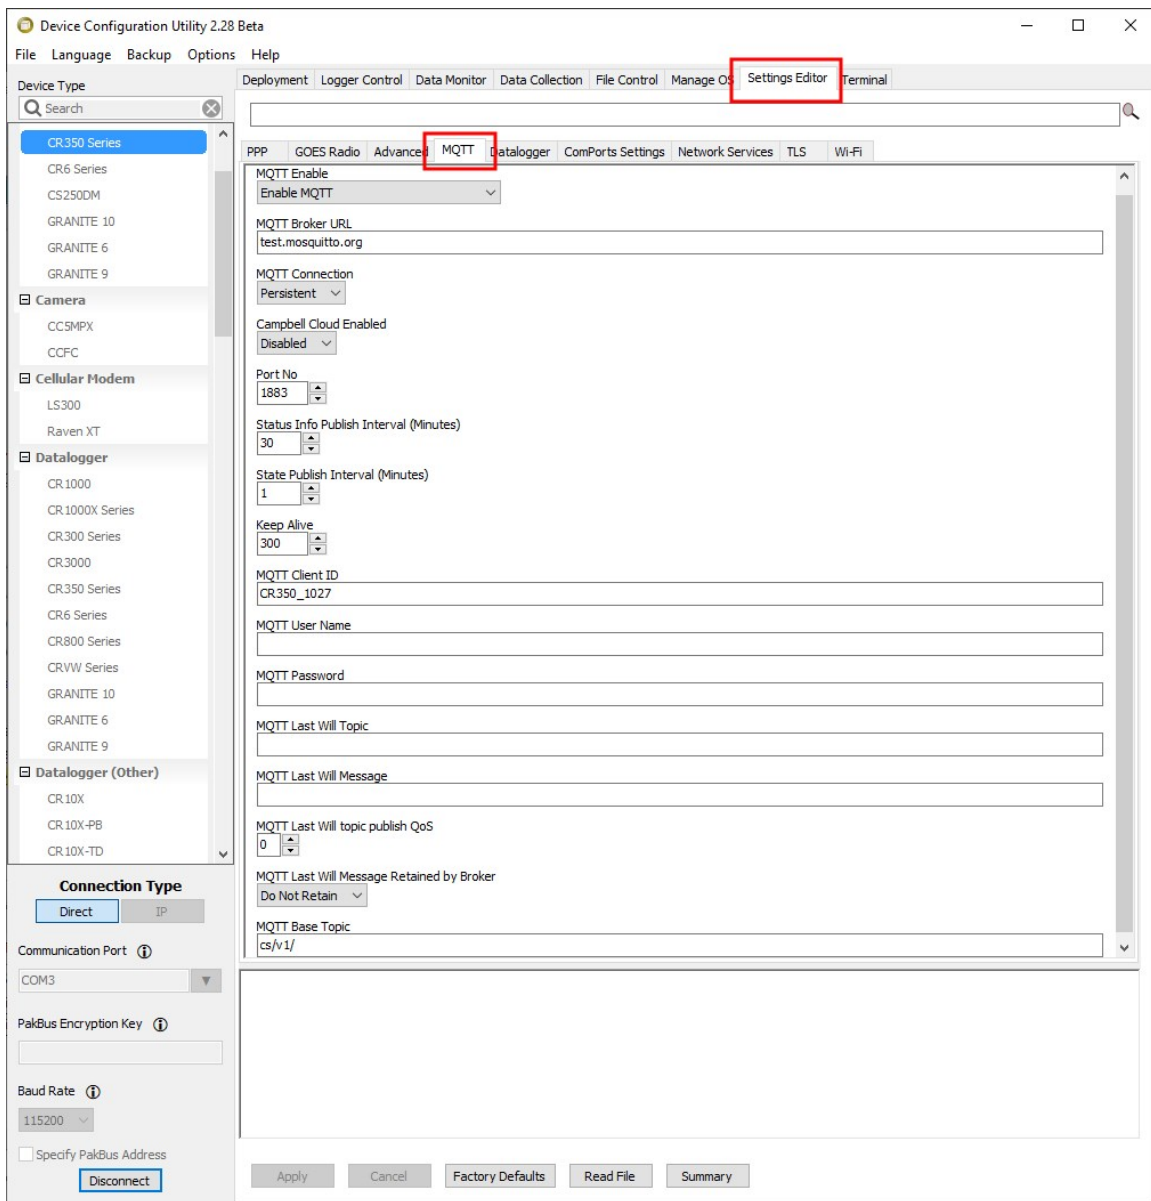 Device Configuration Utility 2.28 Beta
File Language Backup Options Help
Device Type
Search
CR350 Series
CR6 Series
CS250DM
GRANITE 10
GRANITE 6
GRANITE 9
Camera
CC5MPX
CCFC
Cellular Modem
LS300
Raven XT
Datalogger
CR1000
CR1000X Series
CR300 Series
CR3000
CR350 Series
CR6 Series
CR800 Series
CRVW Series
GRANITE 10
GRANITE 6
GRANITE 9
Datalogger (Other)
CR10X
CR10X-PB
CR10X-TD
Connection Type
Direct IP
Communication Port
COM3
PakBus Encryption Key
Baud Rate
115200
Specify PakBus Address
Disconnect
Deployment Logger Control Data Monitor Data Collection File Control Manage OS Settings Editor Terminal
PPP GOES Radio Advanced MQTT Datalogger ComPorts Settings Network Services TLS Wi-Fi
MQTT Enable
Enable MQTT
MQTT Broker URL
test.mosquitto.org
MQTT Connection
Persistent
Campbell Cloud Enabled
Disabled
Port No
1883
Status Info Publish Interval (Minutes)
30
State Publish Interval (Minutes)
1
Keep Alive
300
MQTT Client ID
CR350_1027
MQTT User Name
MQTT Password
MQTT Last Will Topic
MQTT Last Will Message
MQTT Last Will topic publish QoS
0
MQTT Last Will Message Retained by Broker
Do Not Retain
MQTT Base Topic
cs/v1/
Apply Cancel Factory Defaults Read File Summary